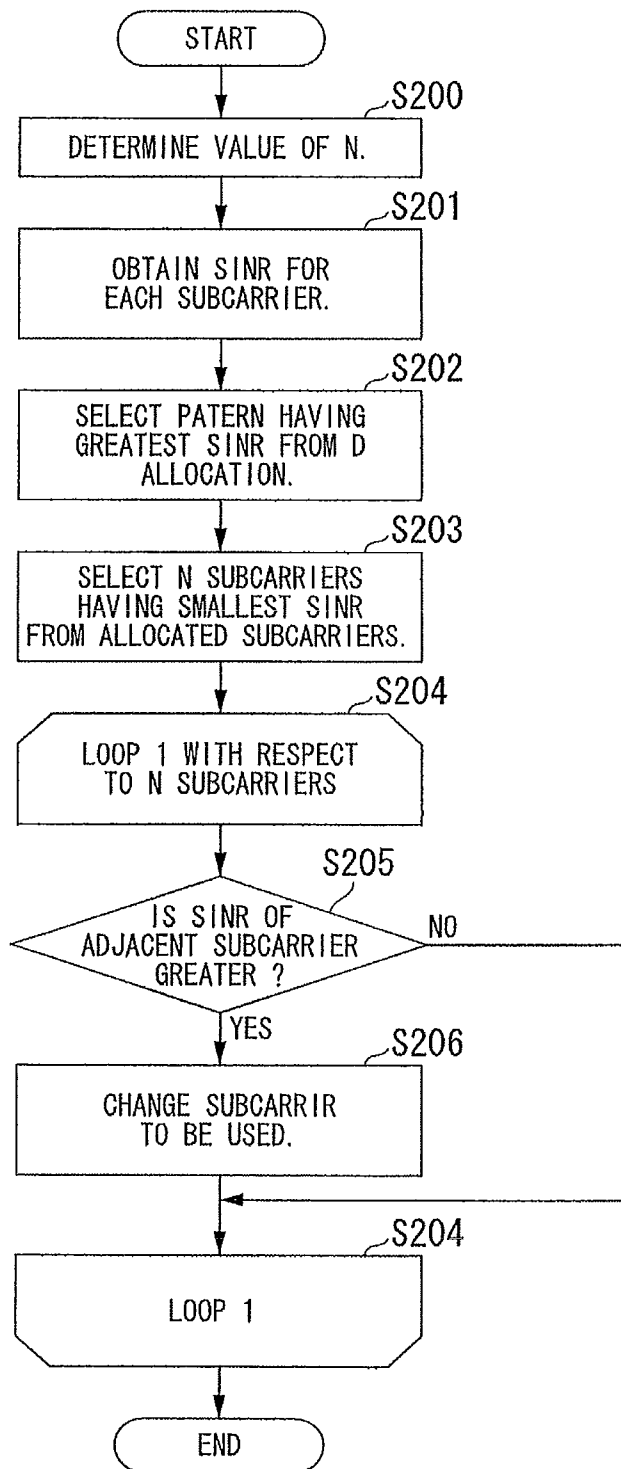 START
S200
DETERMINE VALUE OF N.
S201
OBTAIN SINR FOR
EACH SUBCARRIER.
S202
SELECT PATERN HAVING
GREATEST SINR FROM D
ALLOCATION.
S203
SELECT N SUBCARRIERS
HAVING SMALLEST SINR
FROM ALLOCATED SUBCARRIERS.
S204
LOOP 1 WITH RESPECT
TO N SUBCARRIERS
S205
IS SINR OF
ADJACENT SUBCARRIER
GREATER ?
NO
YES
S206
CHANGE SUBCARRIR
TO BE USED.
S204
LOOP 1
END